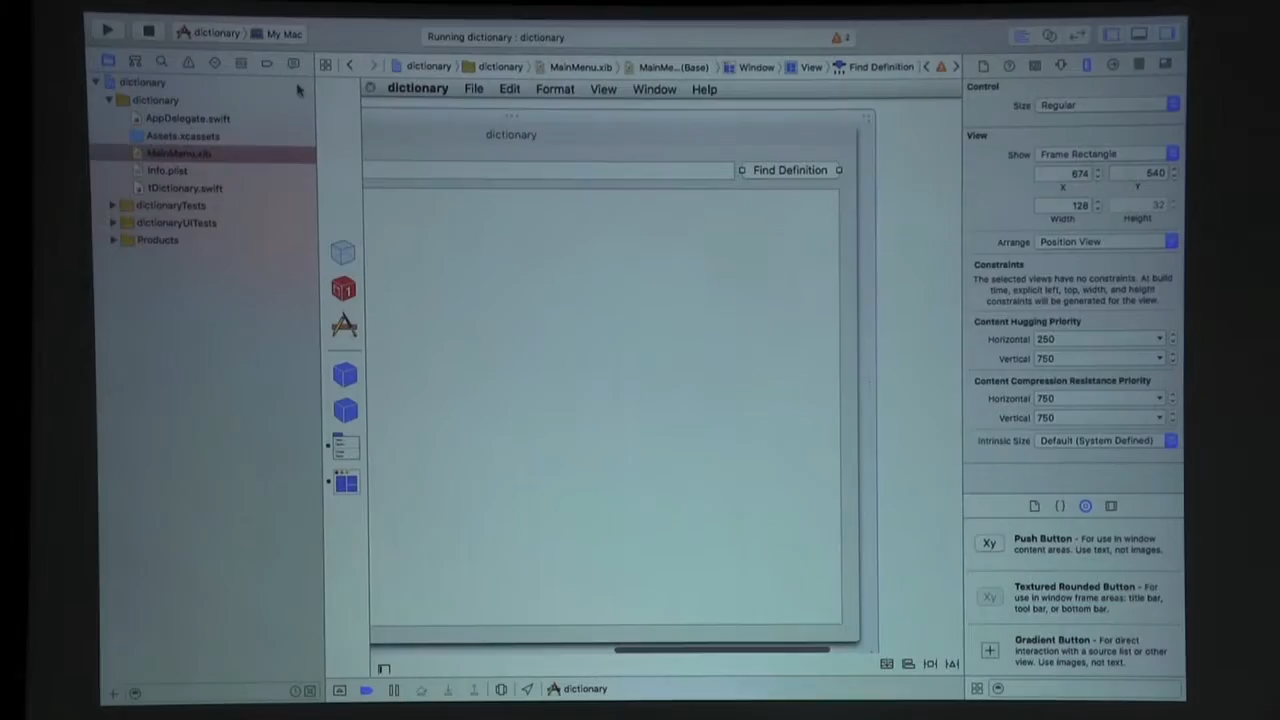 dictionary › My Mac
Running dictionary : dictionary
2
dictionary
dictionary
AppDelegate.swift
Assets.xcassets
MainMenu.xib
Info.plist
tDictionary.swift
dictionaryTests
dictionaryUITests
Products
dictionary › dictionary › MainMenu.xib › MainMe...(Base) › Window › View › Find Definition
dictionary File Edit Format View Window Help
dictionary
Find Definition
dictionary
Control
Size Regular
View
Show Frame Rectangle
674 540
X Y
128 32
Width Height
Arrange Position View
Constraints
The selected views have no constraints. At build
time, explicit left, top, width, and height
constraints will be generated for the view.
Content Hugging Priority
Horizontal 250
Vertical 750
Content Compression Resistance Priority
Horizontal 750
Vertical 750
Intrinsic Size Default (System Defined)
Xy
Push Button - For use in window
content areas. Use text, not images.
Xy
Textured Rounded Button - For
use in window frame areas: title bar,
tool bar, or bottom bar.
Gradient Button - For direct
interaction with a source list or other
view. Use images, not text.